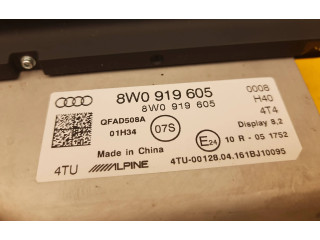 8W0 919 605 0008
8W0 919 605 H40
4T4
QFAD508A
01H34 07S Display 8,2
E24 10 R - 05 1752
Made in China
4TU ALPINE 4TU-00128.04.161BJ10095